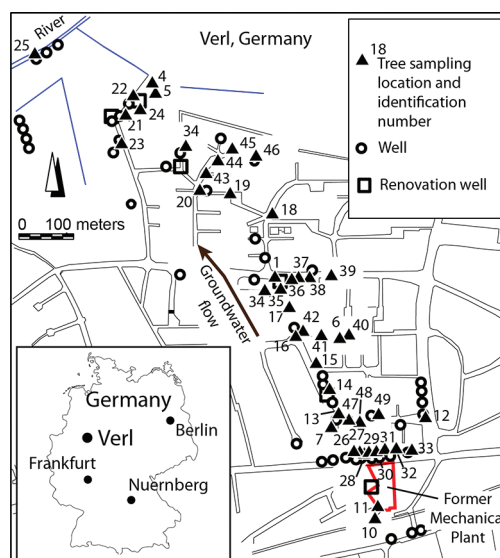 River
25
Verl, Germany
18
Tree sampling
location and
identification
number
Well
Renovation well
4
22
5
24
21
23
34
45
46
44
43
20
19
18
0 100 meters
Groundwater
flow
1
37
39
34
35
36
38
17
42
6
40
16
41
15
14
48
13
47
49
12
7
27
26
29
31
33
28
30
32
11
10
Former
Mechanical
Plant
Germany
Berlin
Verl
Frankfurt
Nuernberg